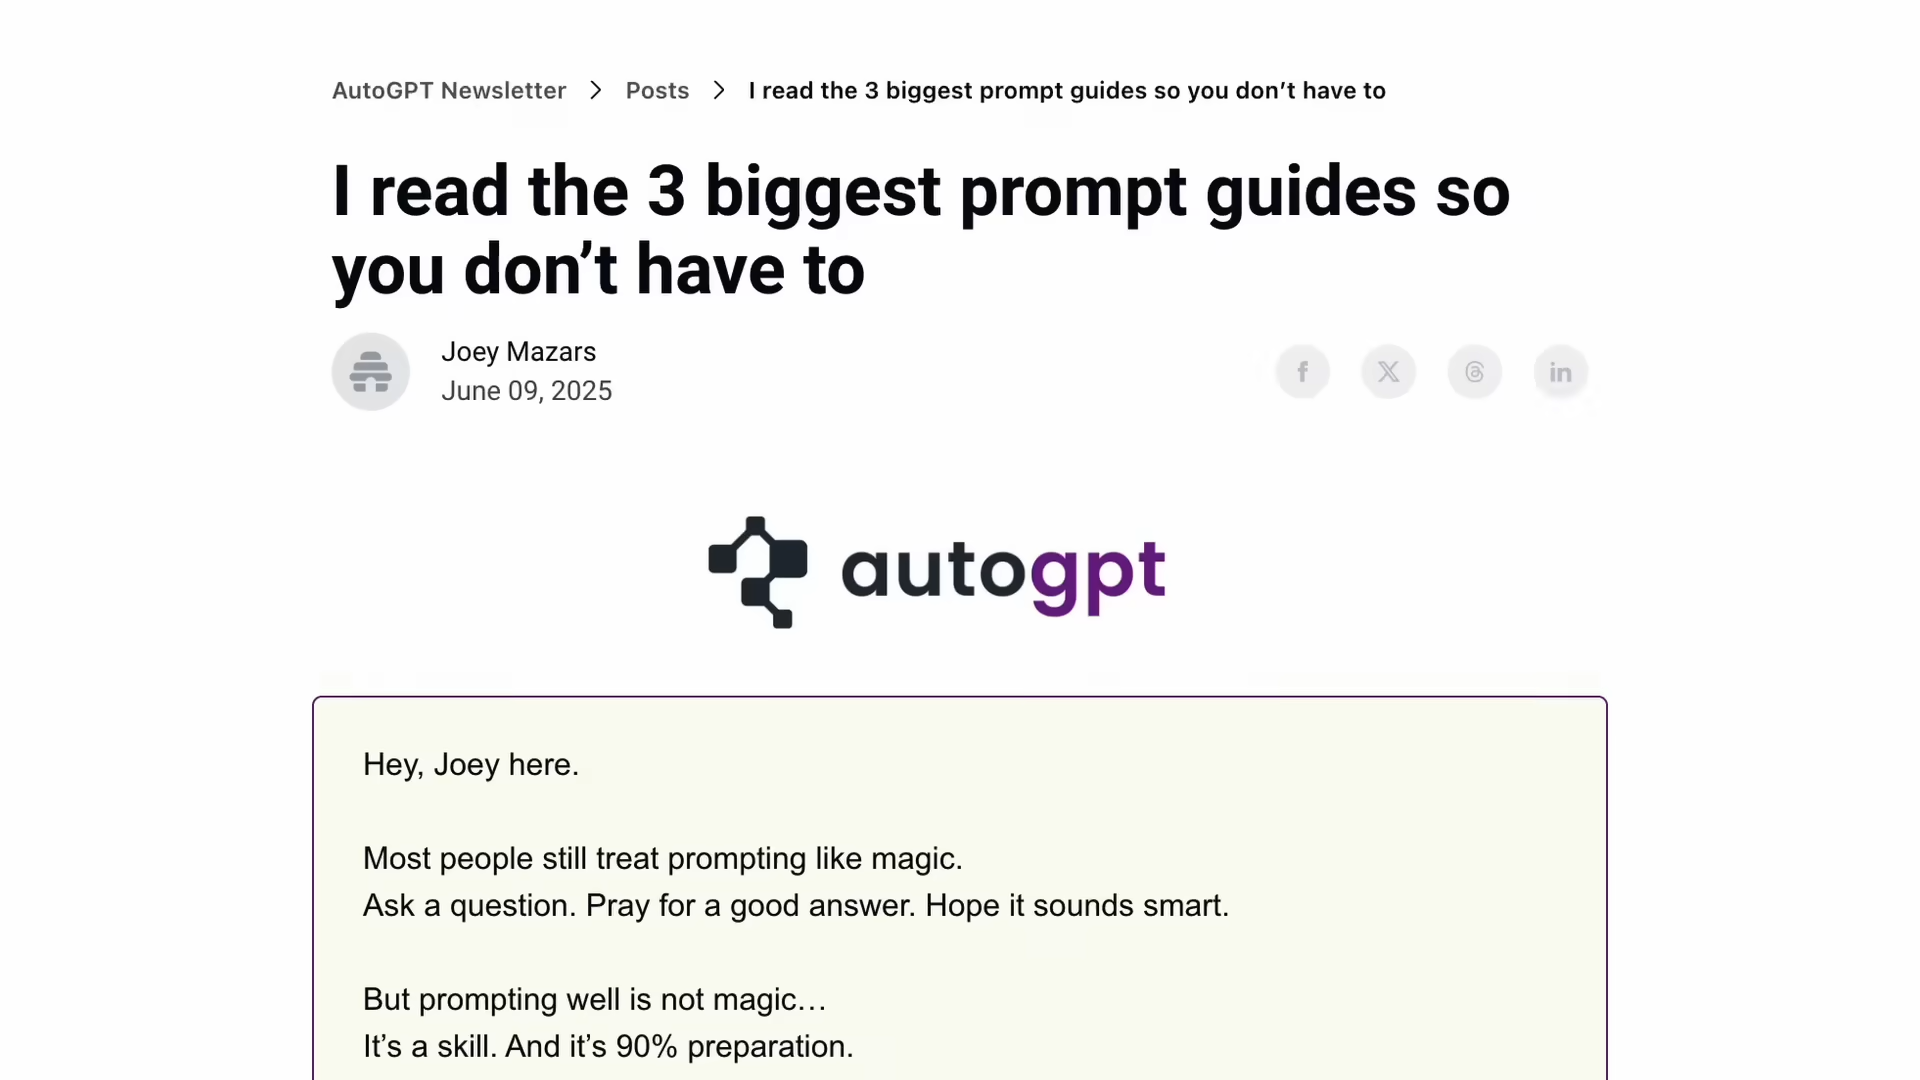 AutoGPT Newsletter > Posts > I read the 3 biggest prompt guides so you don’t have to
I read the 3 biggest prompt guides so
you don’t have to
Joey Mazars
June 09, 2025
autogpt
Hey, Joey here.
Most people still treat prompting like magic.
Ask a question. Pray for a good answer. Hope it sounds smart.
But prompting well is not magic…
It’s a skill. And it’s 90% preparation.